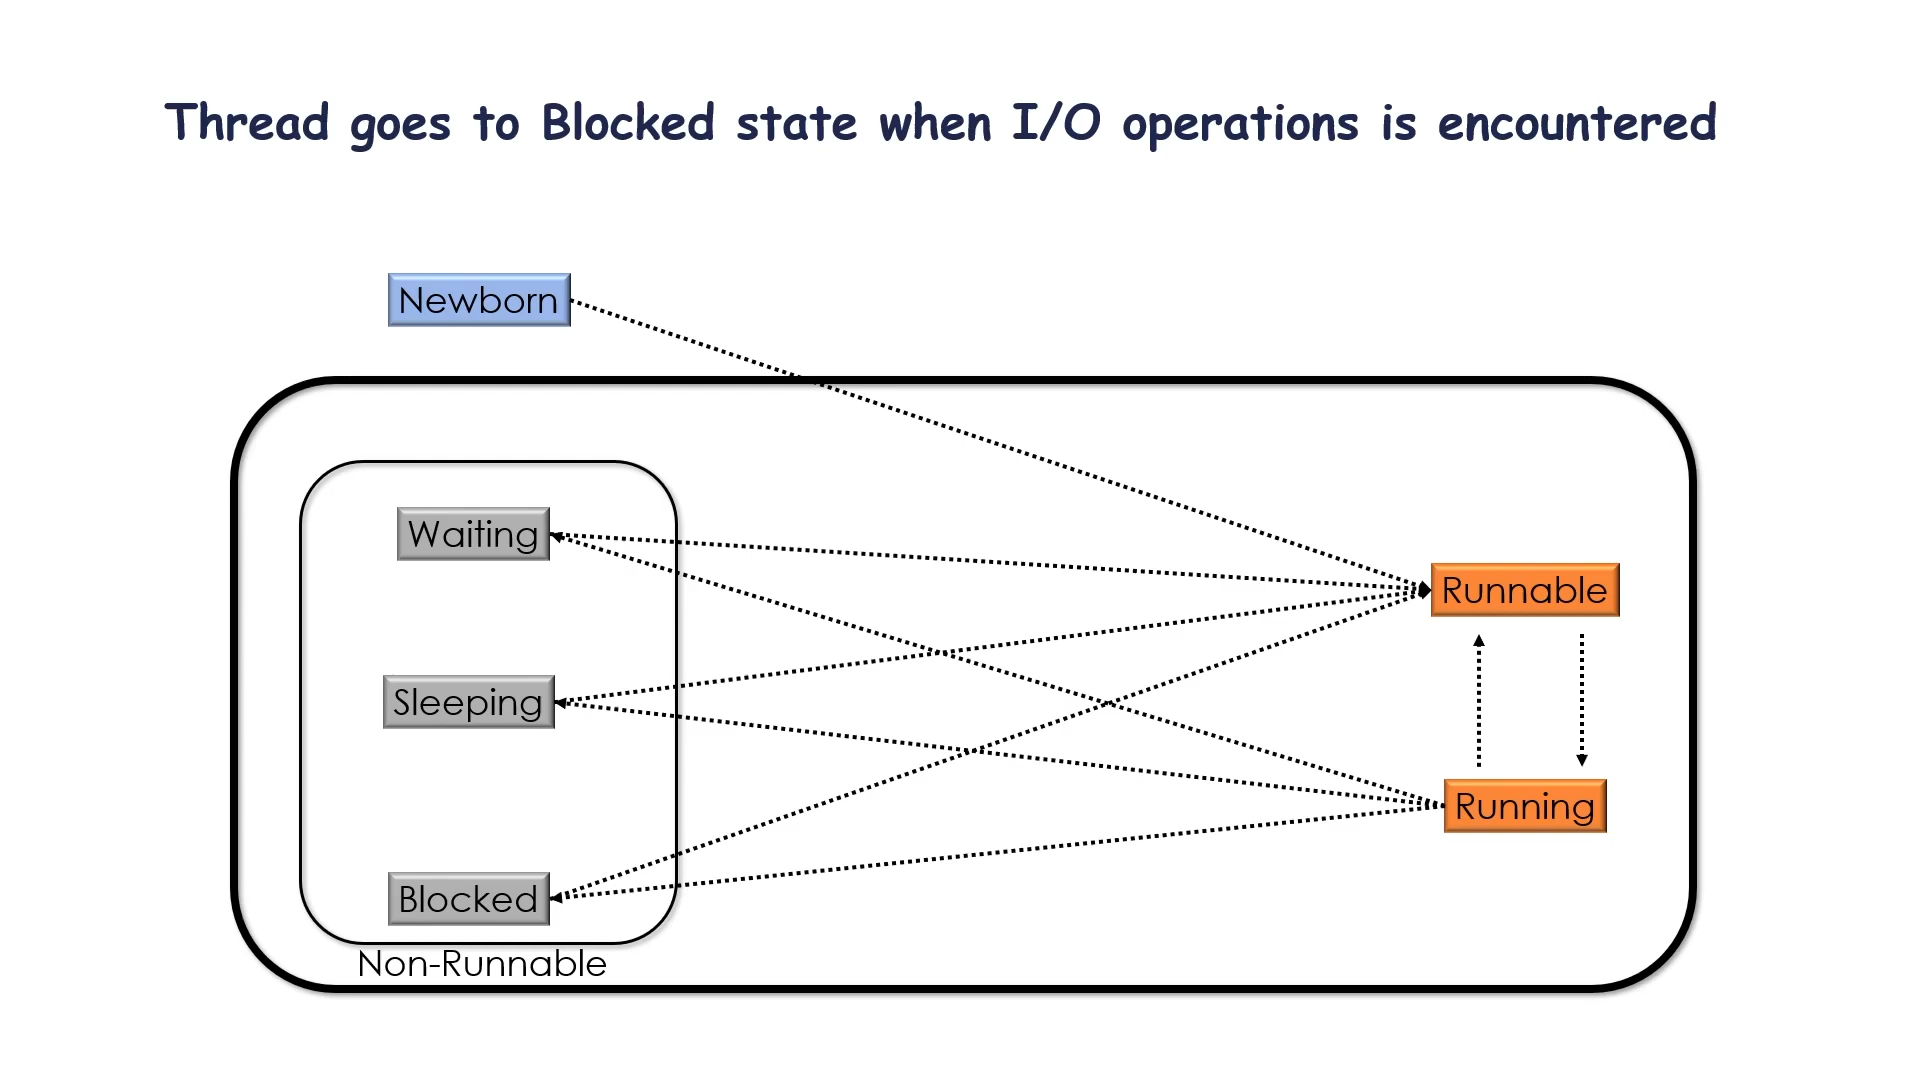 Thread goes to Blocked state when I/O operations is encountered
Newborn
Waiting
Runnable
Sleeping
Running
Blocked
Non-Runnable